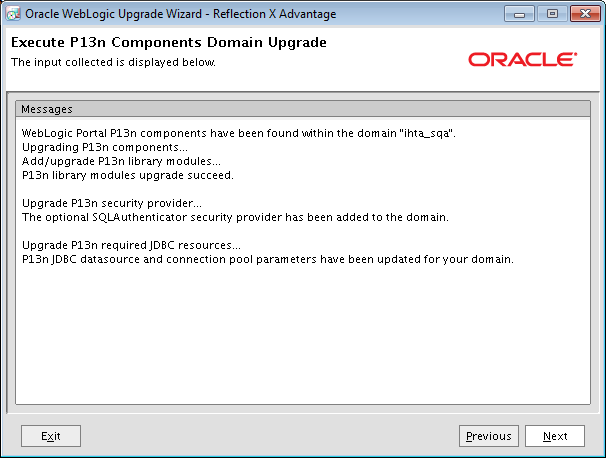 Oracle WebLogic Upgrade Wizard - Reflection X Advantage
Execute P13n Components Domain Upgrade
The input collected is displayed below.
ORACLE
Messages
WebLogic Portal P13n components have been found within the domain "ihta_sqa".
Upgrading P13n components...
Add/upgrade P13n library modules...
P13n library modules upgrade succeed.
Upgrade P13n security provider...
The optional SQLAuthenticator security provider has been added to the domain.
Upgrade P13n required JDBC resources...
P13n JDBC datasource and connection pool parameters have been updated for your domain.
Exit
Previous
Next